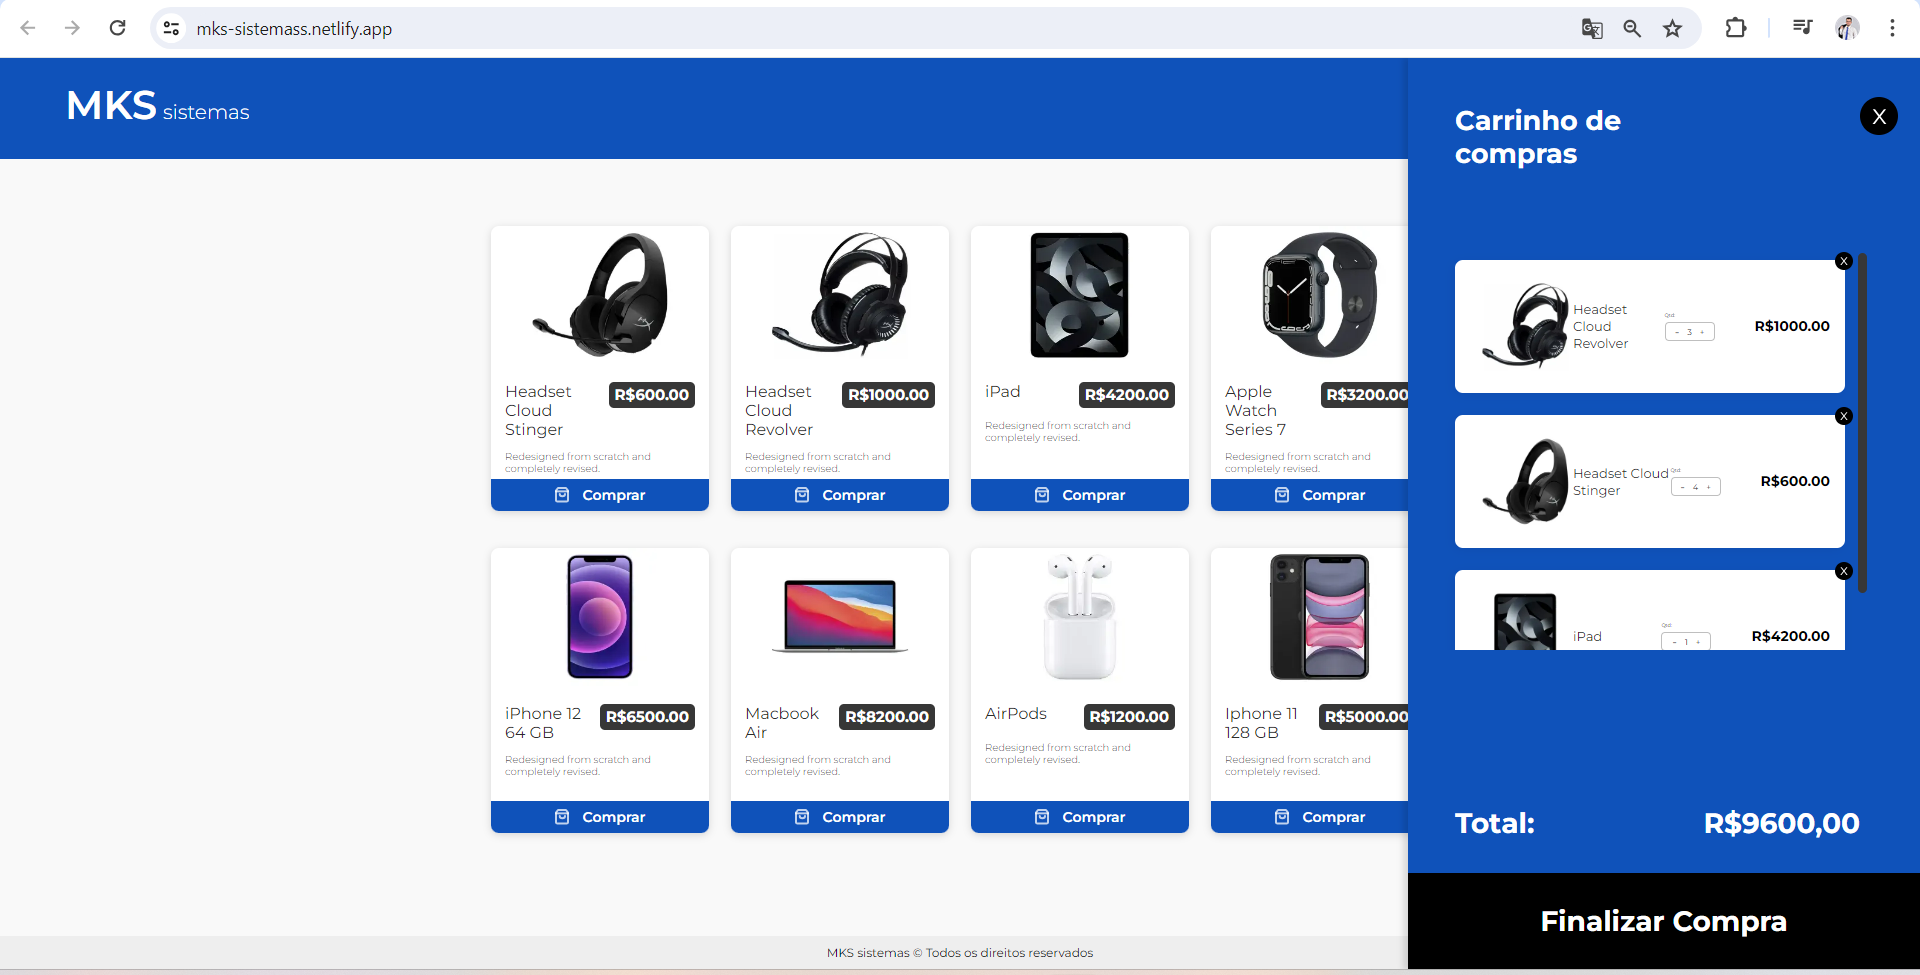 mks-sistemass.netlify.app
MKS sistemas
Carrinho de
compras
X
Headset
Cloud
Stinger
R$600.00
Redesigned from scratch and
completely revised.
Comprar
Headset
Cloud
Revolver
R$1000.00
Redesigned from scratch and
completely revised.
Comprar
iPad
R$4200.00
Redesigned from scratch and
completely revised.
Comprar
Apple
Watch
Series 7
R$3200.00
Redesigned from scratch and
completely revised.
Comprar
iPhone 12
64 GB
R$6500.00
Redesigned from scratch and
completely revised.
Comprar
Macbook
Air
R$8200.00
Redesigned from scratch and
completely revised.
Comprar
AirPods
R$1200.00
Redesigned from scratch and
completely revised.
Comprar
Iphone 11
128 GB
R$5000.00
Redesigned from scratch and
completely revised.
Comprar
X
Headset
Cloud
Revolver
Qtd:
- 3 +
R$1000.00
X
Headset Cloud
Stinger
Qtd:
- 4 +
R$600.00
X
iPad
Qtd:
- 1 +
R$4200.00
Total: R$9600,00
Finalizar Compra
MKS sistemas © Todos os direitos reservados